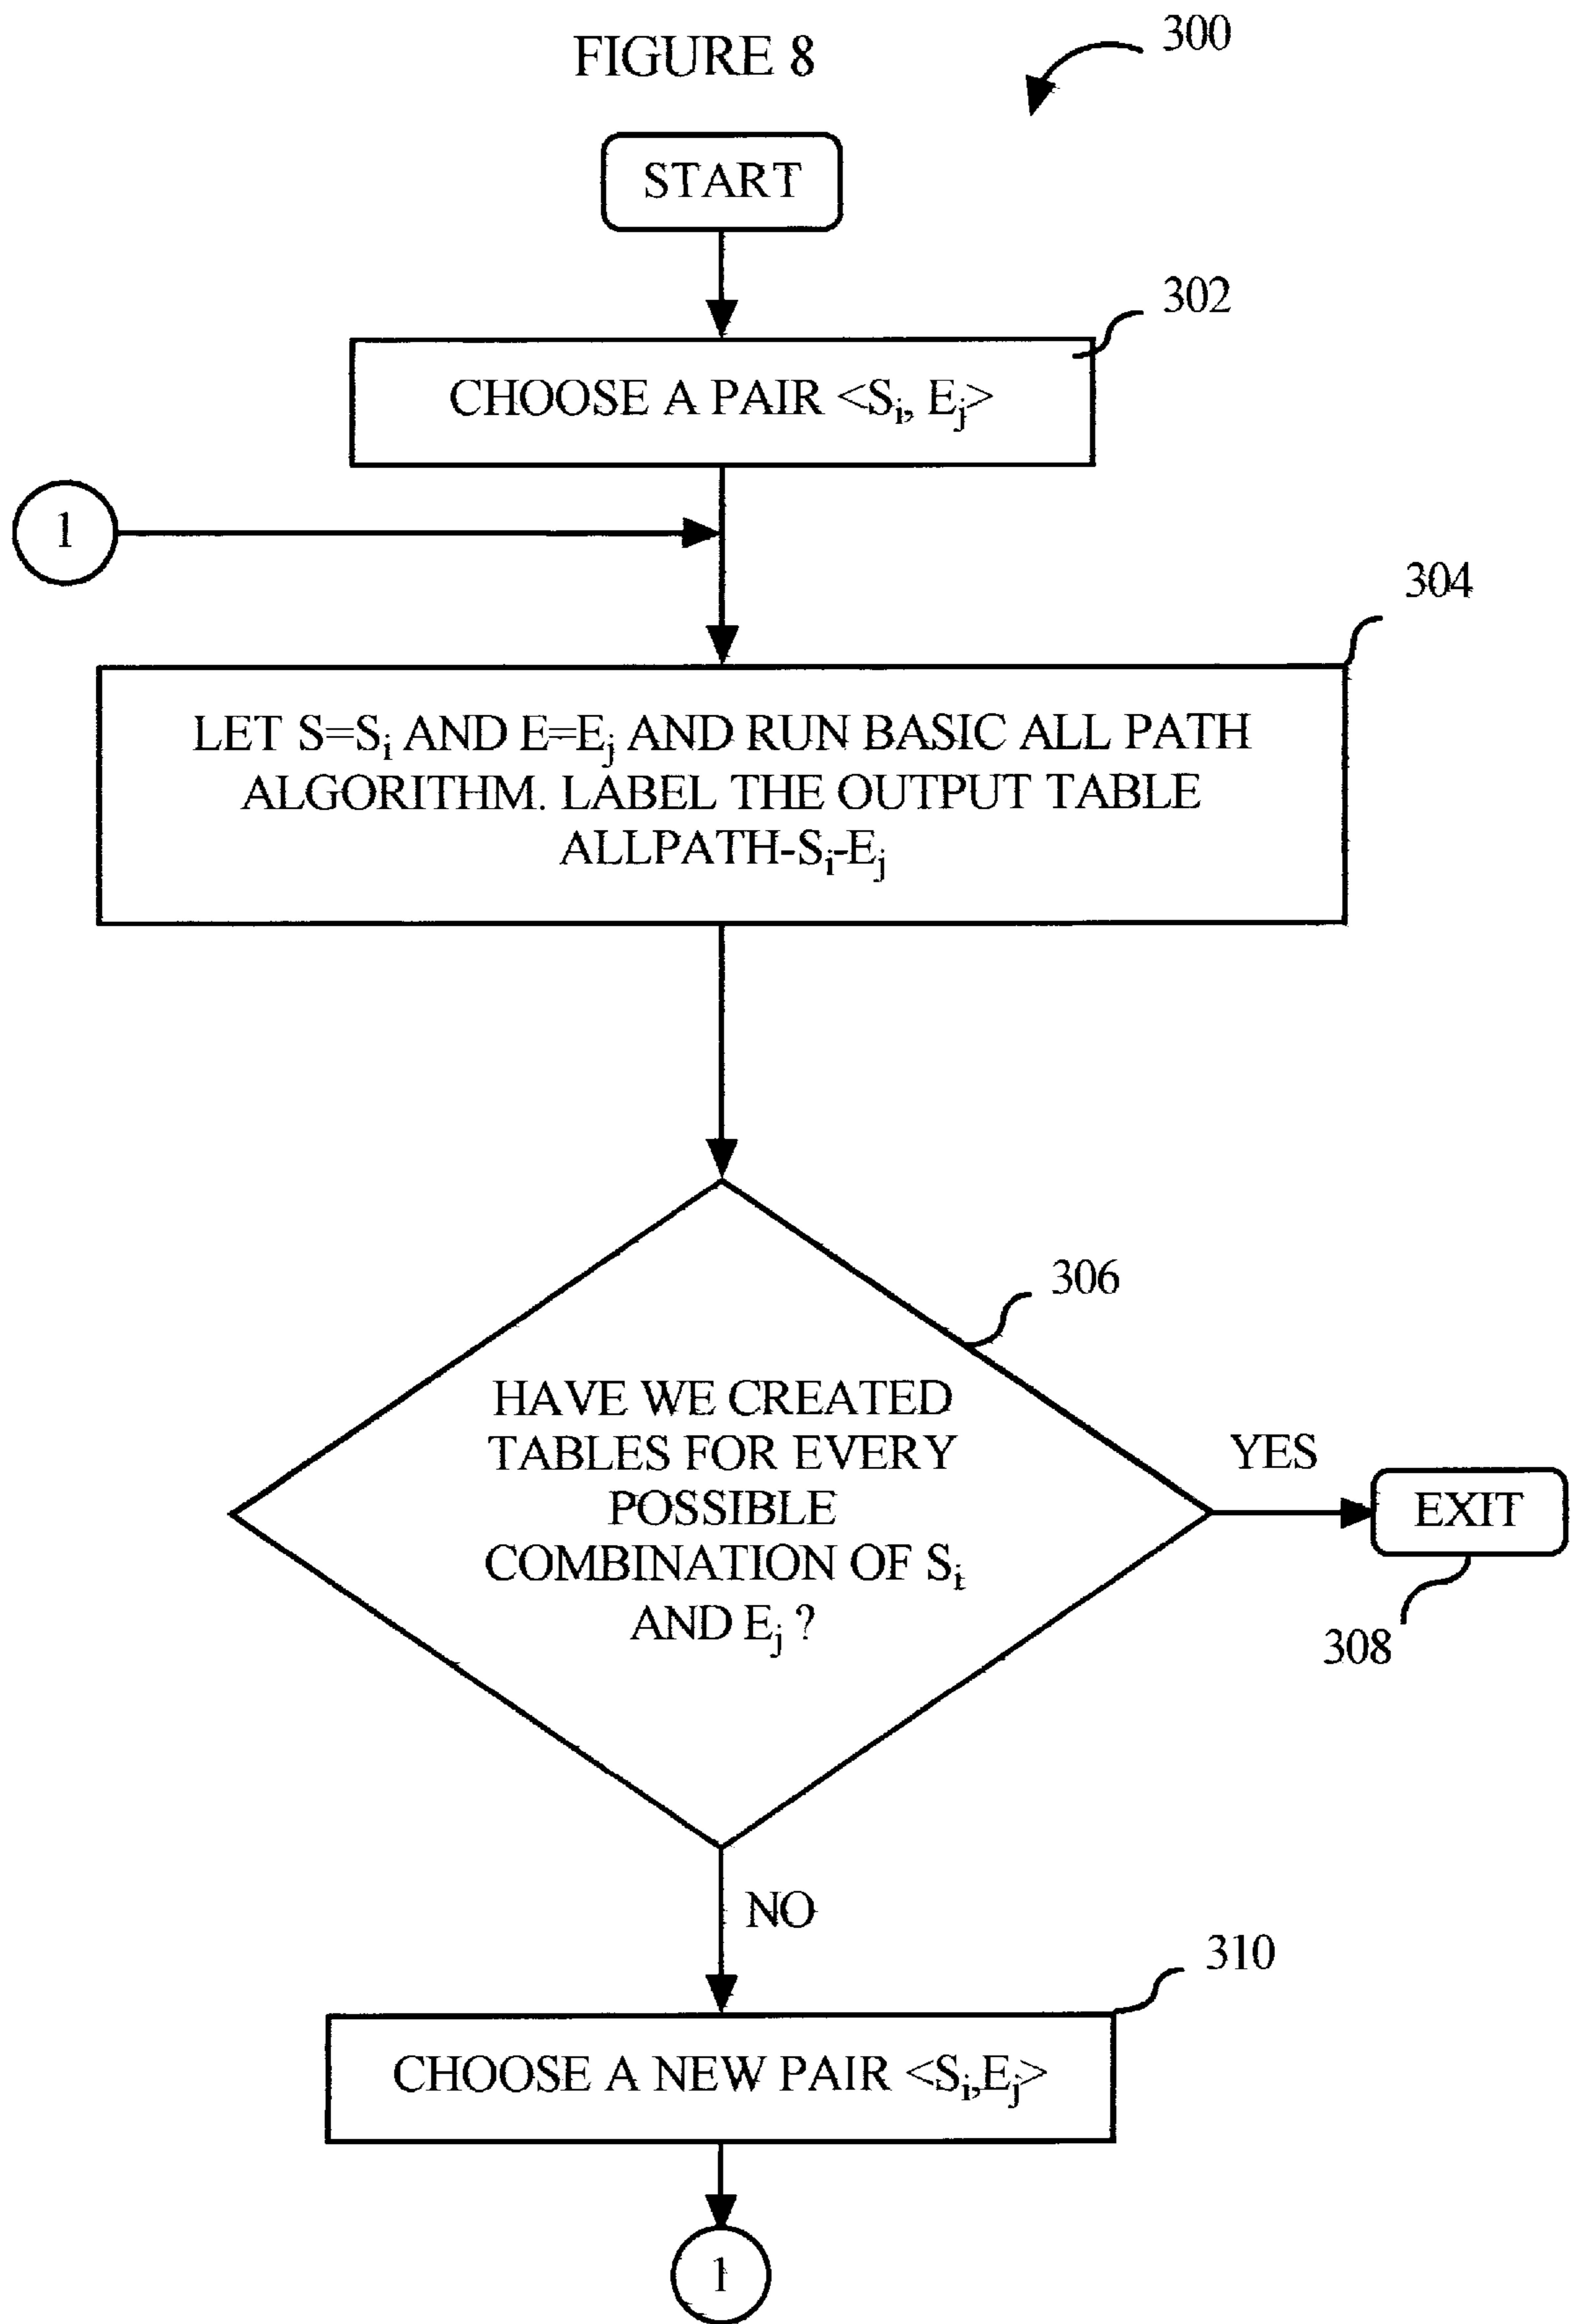 FIGURE 8
300
START
302
CHOOSE A PAIR <Sᵢ, Eⱼ>
1
304
LET S=Sᵢ AND E=Eⱼ AND RUN BASIC ALL PATH
ALGORITHM. LABEL THE OUTPUT TABLE
ALLPATH-Sᵢ-Eⱼ
306
HAVE WE CREATED
TABLES FOR EVERY
POSSIBLE
COMBINATION OF Sᵢ
AND Eⱼ ?
YES
EXIT
308
NO
310
CHOOSE A NEW PAIR <Sᵢ,Eⱼ>
1